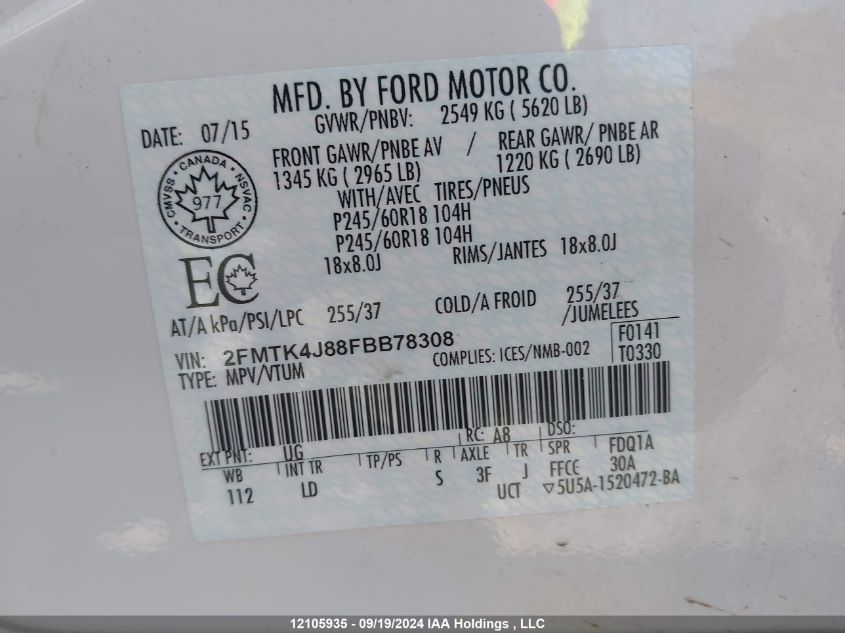 MFD. BY FORD MOTOR CO.
DATE: 07/15
GVWR/PNBV: 2549 KG ( 5620 LB)
FRONT GAWR/PNBE AV / REAR GAWR/ PNBE AR
1345 KG ( 2965 LB) 1220 KG ( 2690 LB)
WITH/AVEC TIRES/PNEUS
P245/60R18 104H
P245/60R18 104H
18x8.0J RIMS/JANTES 18x8.0J
CMVSS · CANADA · NSVAC
977
TRANSPORT
EC
AT/A kPa/PSI/LPC 255/37 COLD/A FROID 255/37
/JUMELEES
VIN: 2FMTK4J88FBB78308
TYPE: MPV/VTUM
COMPLIES: ICES/NMB-002
F0141
T0330
EXT PNT: UG RC: A8 DSO: FDQ1A
WB INT TR TP/PS R AXLE TR SPR
112 LD S 3F J FFCE 30A
UCT ▽5U5A-1520472-BA
12105935 - 09/19/2024 IAA Holdings , LLC